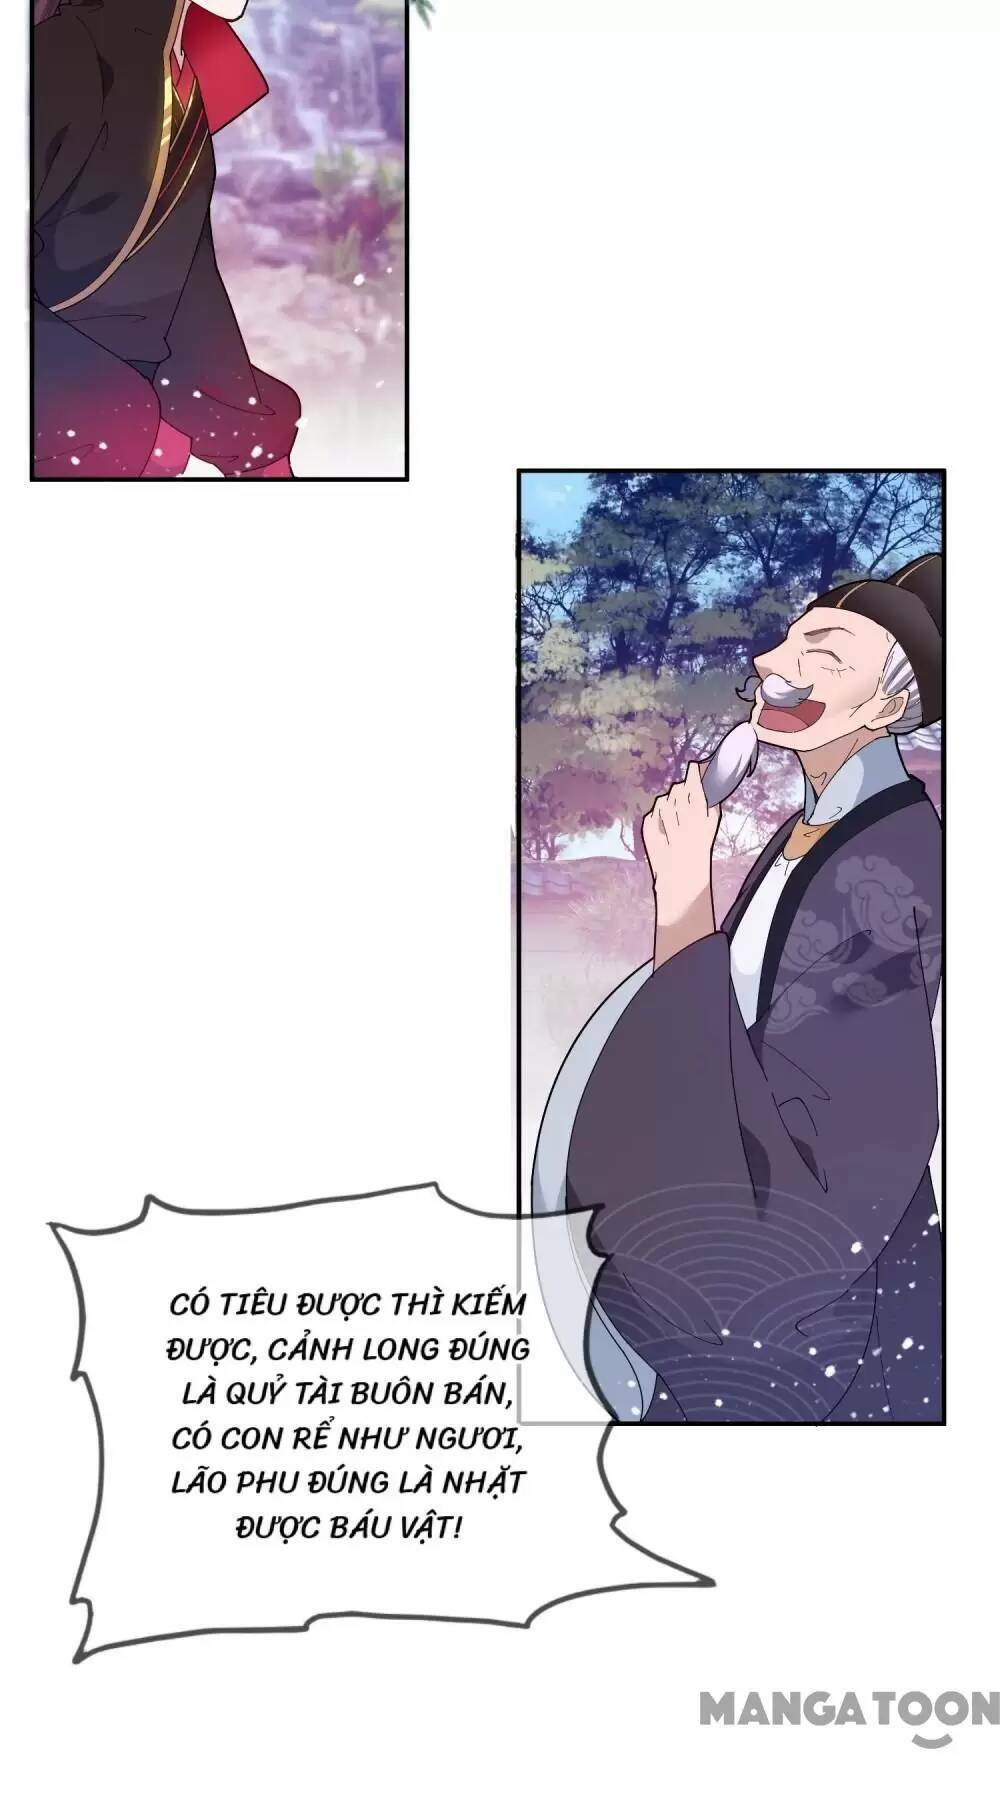 CÓ TIÊU ĐƯỢC THÌ KIẾM
ĐƯỢC, CẢNH LONG ĐÚNG
LÀ QUỶ TÀI BUÔN BÁN,
CÓ CON RỂ NHƯ NGƯƠI,
LÃO PHU ĐÚNG LÀ NHẶT
ĐƯỢC BÁU VẬT!
MANGATOON